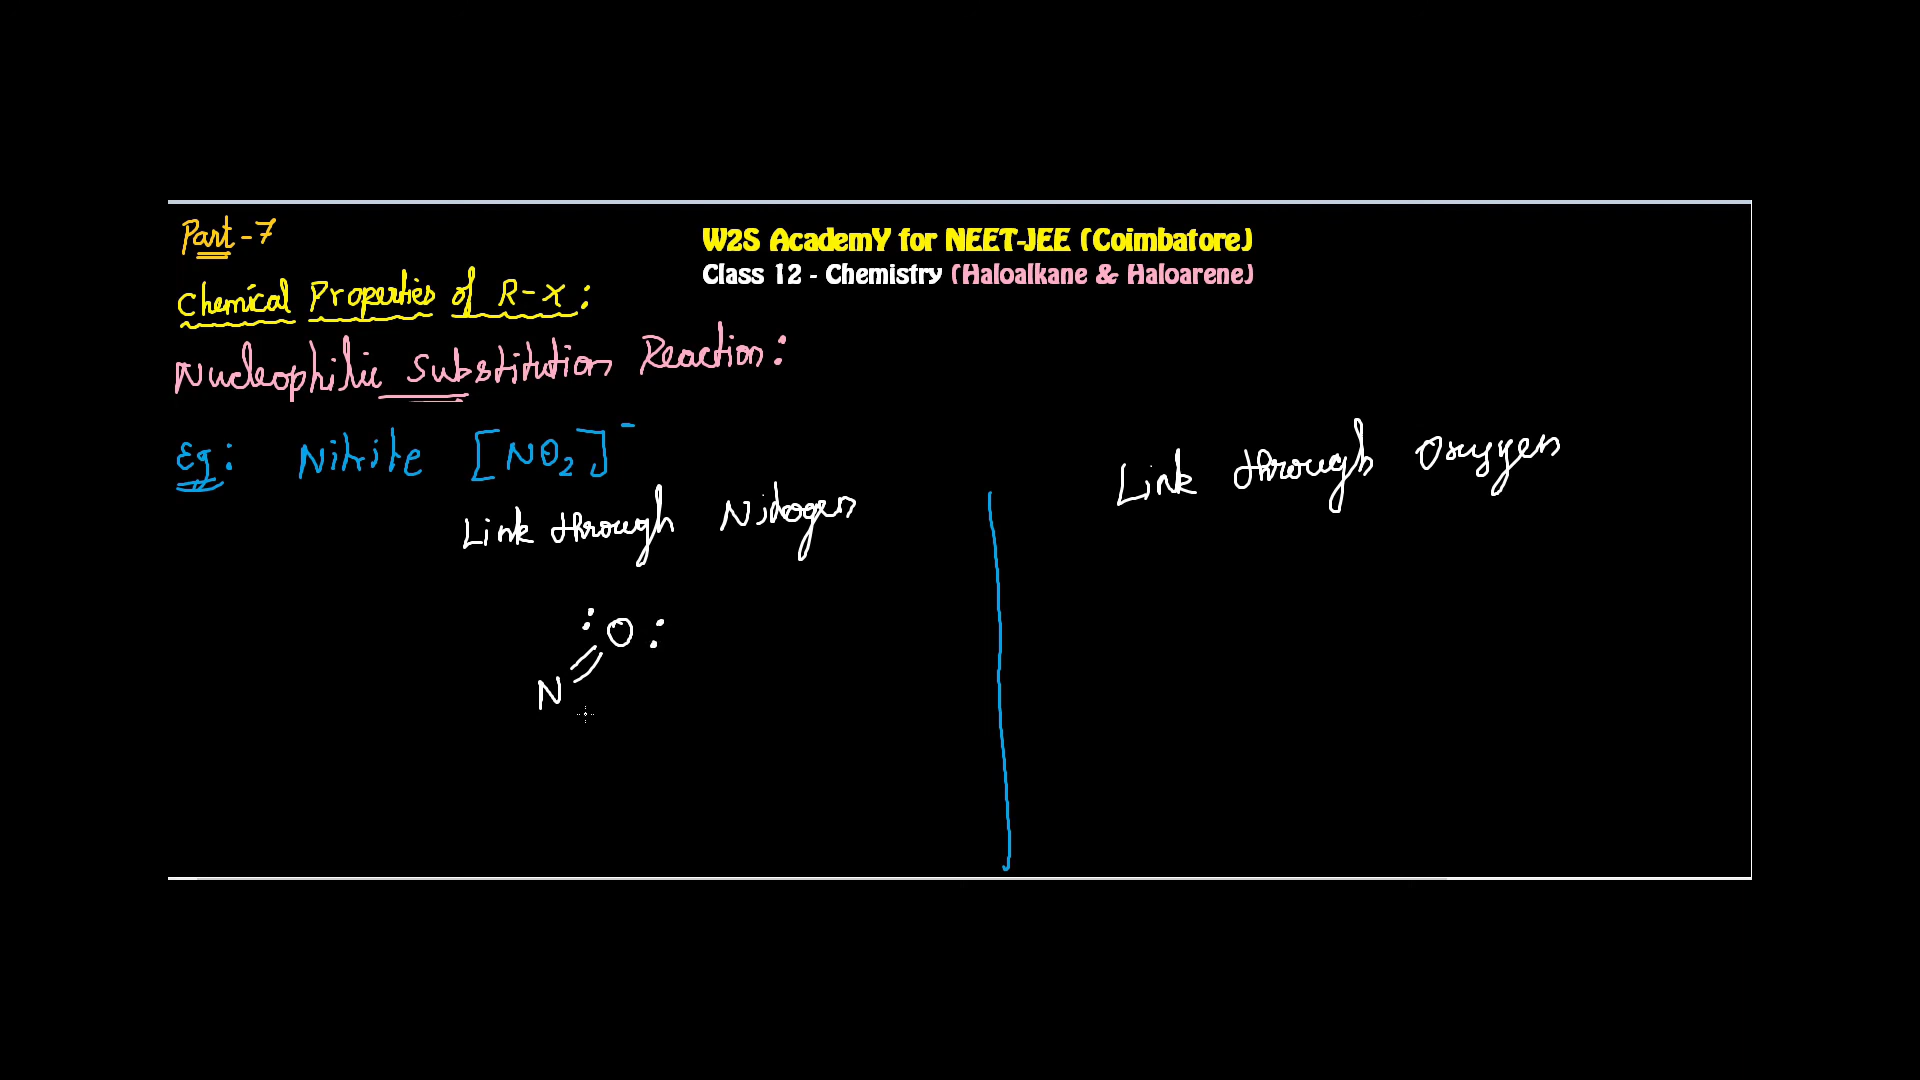 Part-7
W2S AcademY for NEET-JEE (Coimbatore)
Class 12 - Chemistry (Haloalkane & Haloarene)
Chemical Properties of R-X:
Nucleophilic Substitution Reaction:
Eg: Nitrite [NO2]-
Link through Oxygen
Link through Nitrogen
:O:
N